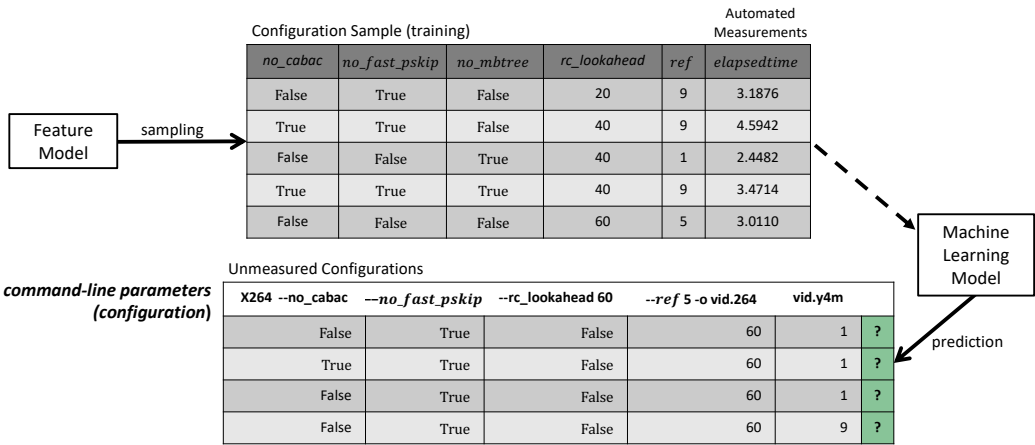 Automated
Measurements
Configuration Sample (training)
no_cabac no_fast_pskip no_mbtree rc_lookahead ref elapsedtime
False True False 20 9 3.1876
True True False 40 9 4.5942
False False True 40 1 2.4482
True True True 40 9 3.4714
False False False 60 5 3.0110
Feature
Model
sampling
Machine
Learning
Model
Unmeasured Configurations
command-line parameters
(configuration)
X264 --no_cabac --no_fast_pskip --rc_lookahead 60 --ref 5 -o vid.264 vid.y4m
False True False 60 1 ?
True True False 60 1 ?
False True False 60 1 ?
False True False 60 9 ?
prediction